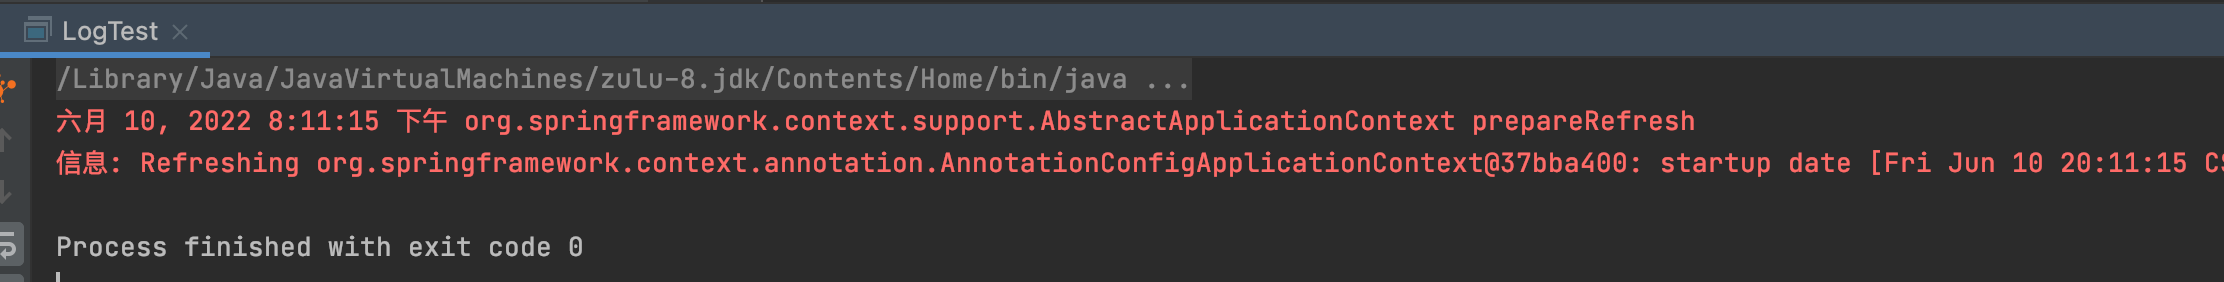 LogTest
/Library/Java/JavaVirtualMachines/zulu-8.jdk/Contents/Home/bin/java ...
六月 10, 2022 8:11:15 下午 org.springframework.context.support.AbstractApplicationContext prepareRefresh
信息: Refreshing org.springframework.context.annotation.AnnotationConfigApplicationContext@37bba400: startup date [Fri Jun 10 20:11:15
Process finished with exit code 0